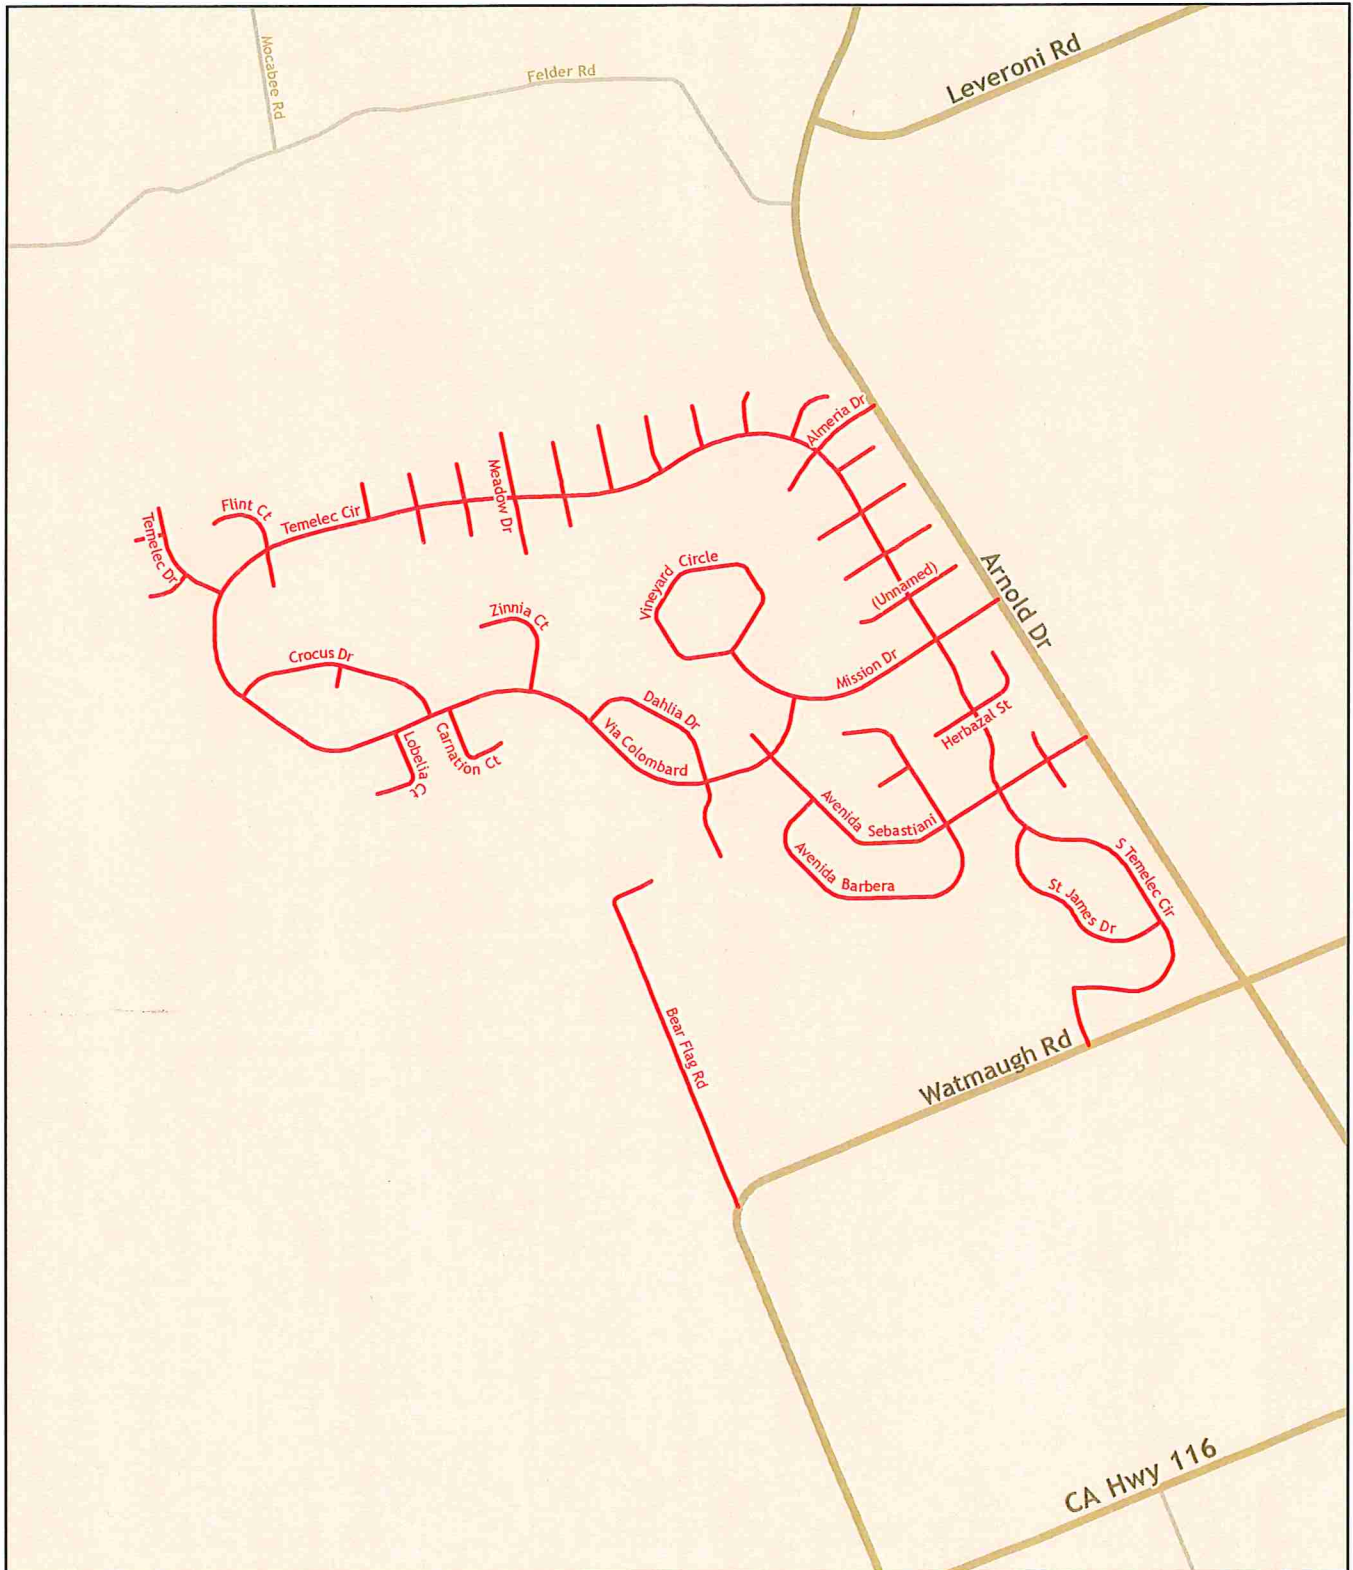 Leveroni Rd
Mocabee Rd
Felder Rd
Almeria Dr
Meadow Dr
Flint Ct
Temelec Cir
Temelec Dr
Arnold Dr
Vineyard Circle
(Unnamed)
Zinnia Ct
Crocus Dr
Mission Dr
Dahlia Dr
Herbazal St
Via Colombard
Carnation Ct
Lobelia Ct
Avenida Sebastiani
Avenida Barbera
S Temelec Cir
St James Dr
Bear Flag Rd
Watmaugh Rd
CA Hwy 116